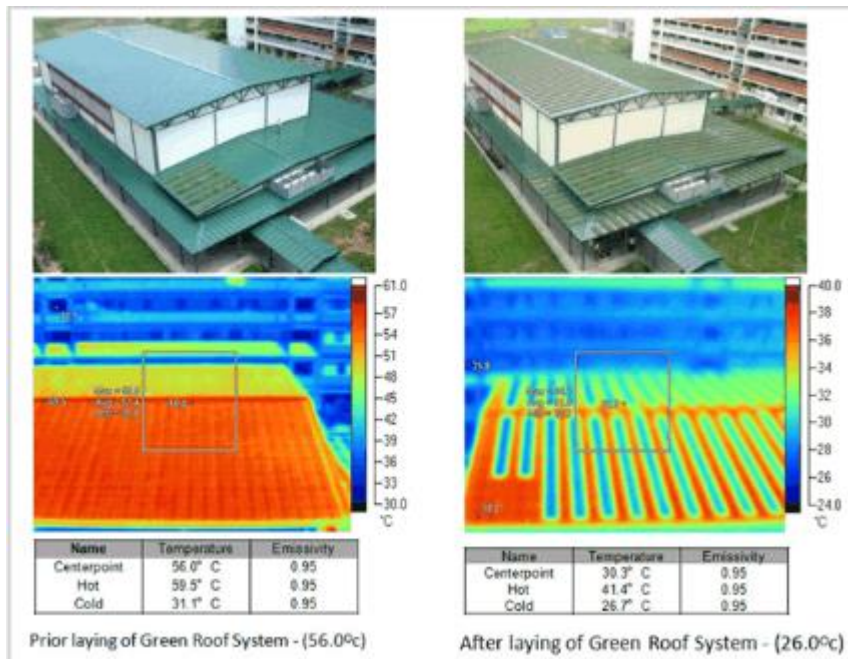 61.0
57
54
51
48
45
42
39
36
33
30.0
°C
40.0
38
36
34
32
30
28
26
24.0
°C
Name Temperature Emissivity
Centerpoint 56.0° C 0.95
Hot 59.5° C 0.95
Cold 31.1° C 0.95
Name Temperature Emissivity
Centerpoint 30.3° C 0.95
Hot 41.4° C 0.95
Cold 26.7° C 0.95
Prior laying of Green Roof System - (56.0ºc)
After laying of Green Roof System - (26.0ºc)